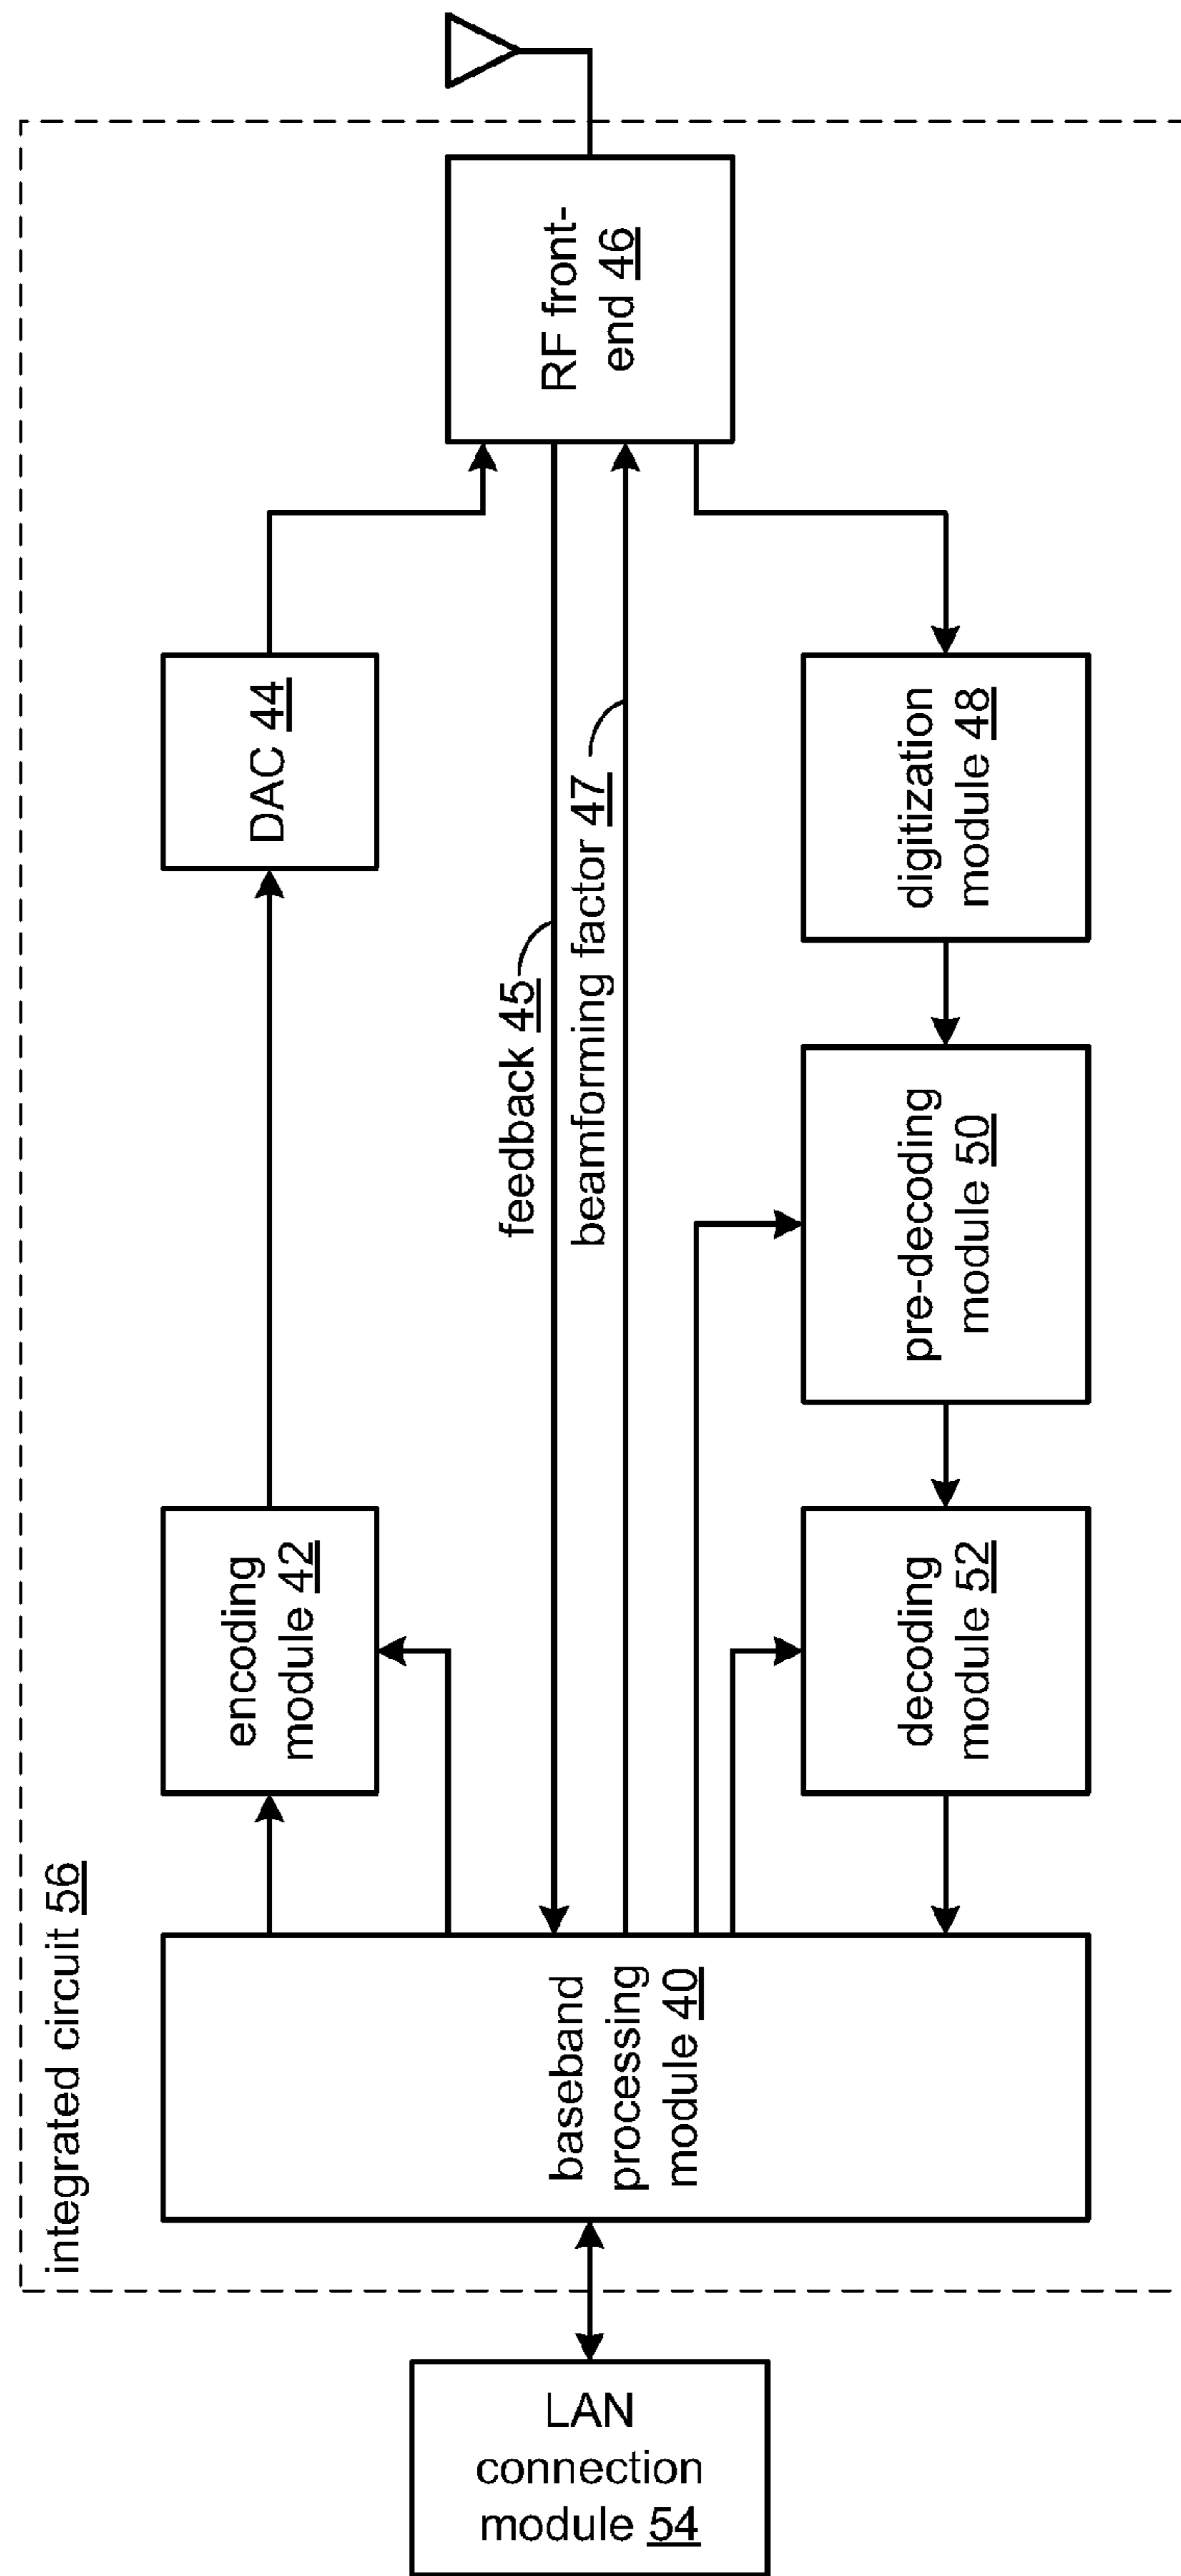 integrated circuit 56
LAN
connection
module 54
baseband
processing
module 40
encoding
module 42
DAC 44
feedback 45
beamforming factor 47
RF front-
end 46
decoding
module 52
pre-decoding
module 50
digitization
module 48